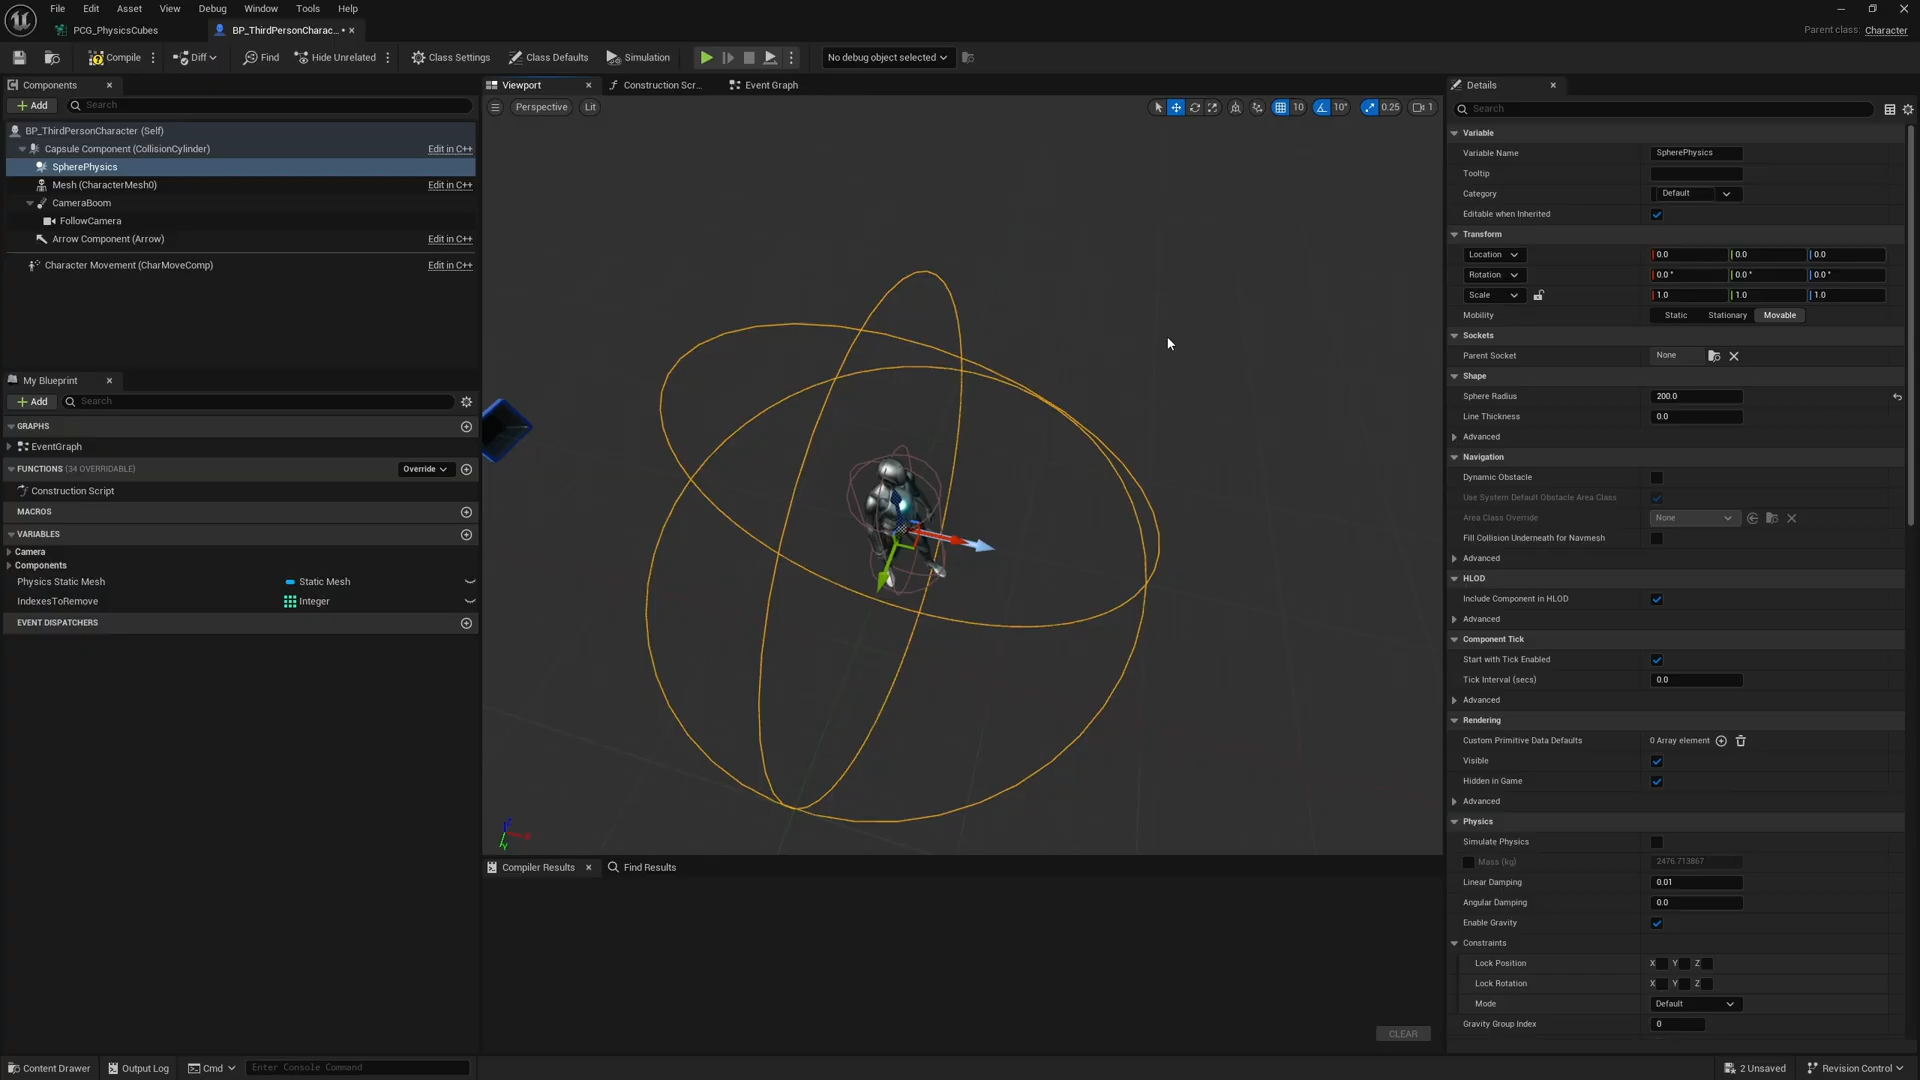 File Edit Asset View Debug Window Tools Help
PCG_PhysicsCubes
BP_ThirdPersonCharac...
Parent class: Character
Compile
Diff
Find
Hide Unrelated
Class Settings
Class Defaults
Simulation
No debug object selected
Components
Add
Search
BP_ThirdPersonCharacter (Self)
Capsule Component (CollisionCylinder) Edit in C++
SpherePhysics
Mesh (CharacterMesh0) Edit in C++
CameraBoom
FollowCamera
Arrow Component (Arrow) Edit in C++
Character Movement (CharMoveComp) Edit in C++
My Blueprint
Add
Search
GRAPHS
EventGraph
FUNCTIONS (34 OVERRIDABLE) Override
Construction Script
MACROS
VARIABLES
Camera
Components
Physics Static Mesh Static Mesh
IndexesToRemove Integer
EVENT DISPATCHERS
Viewport
Construction Scr...
Event Graph
Perspective Lit
10 10° 0.25 1
Z
Y
Compiler Results
Find Results
CLEAR
Details
Search
Variable
Variable Name SpherePhysics
Tooltip
Category Default
Editable when Inherited
Transform
Location 0.0 0.0 0.0
Rotation 0.0 ° 0.0 ° 0.0 °
Scale 1.0 1.0 1.0
Mobility Static Stationary Movable
Sockets
Parent Socket None
Shape
Sphere Radius 200.0
Line Thickness 0.0
Advanced
Navigation
Dynamic Obstacle
Use System Default Obstacle Area Class
Area Class Override None
Fill Collision Underneath for Navmesh
Advanced
HLOD
Include Component in HLOD
Advanced
Component Tick
Start with Tick Enabled
Tick Interval (secs) 0.0
Advanced
Rendering
Custom Primitive Data Defaults 0 Array element
Visible
Hidden in Game
Advanced
Physics
Simulate Physics
Mass (kg) 2476.713867
Linear Damping 0.01
Angular Damping 0.0
Enable Gravity
Constraints
Lock Position X Y Z
Lock Rotation X Y Z
Mode Default
Gravity Group Index 0
Content Drawer
Output Log
Cmd
Enter Console Command
2 Unsaved
Revision Control